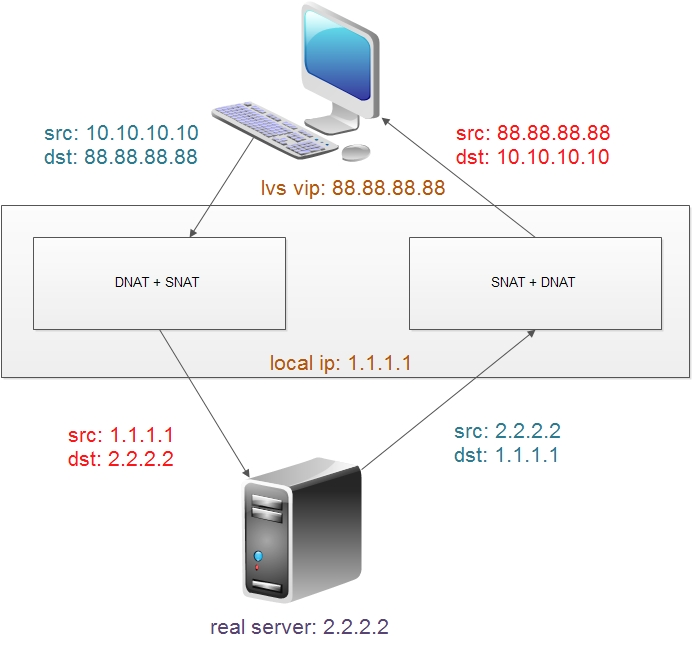 src: 10.10.10.10
dst: 88.88.88.88
src: 88.88.88.88
dst: 10.10.10.10
lvs vip: 88.88.88.88
DNAT + SNAT
SNAT + DNAT
local ip: 1.1.1.1
src: 1.1.1.1
dst: 2.2.2.2
src: 2.2.2.2
dst: 1.1.1.1
real server: 2.2.2.2